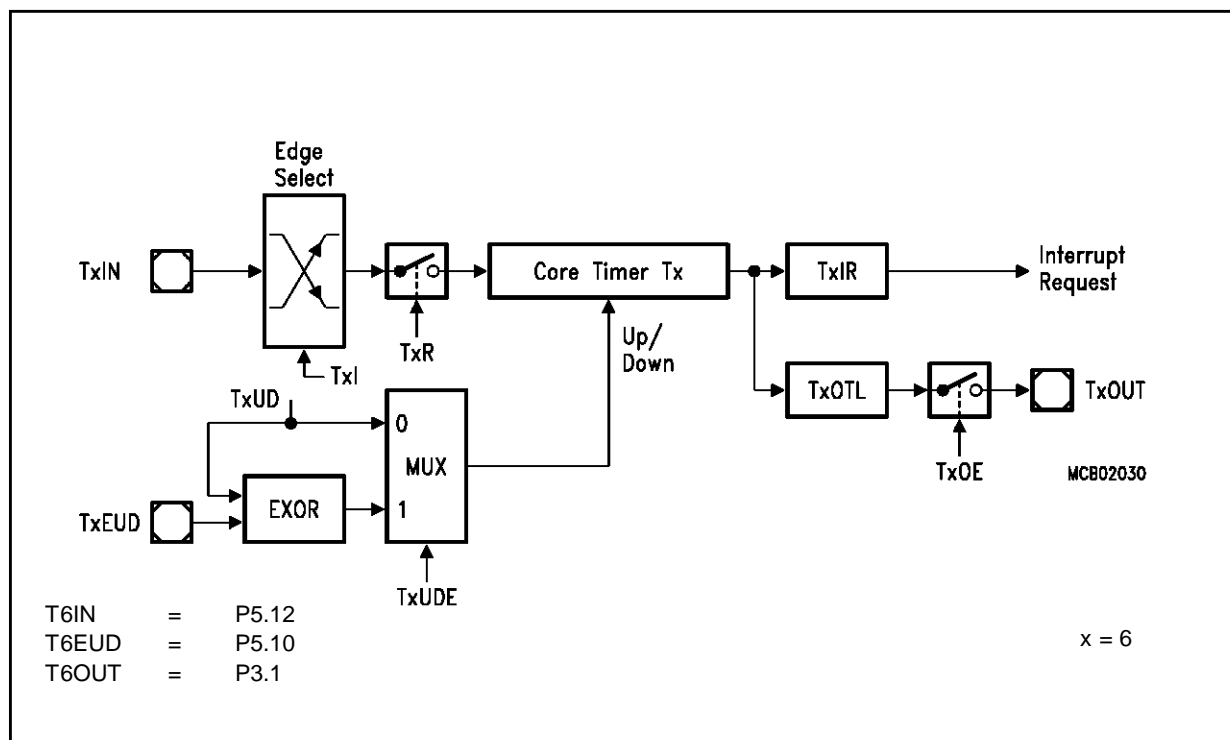 Edge
Select
TxIN
Core Timer Tx
TxIR
Interrupt
Request
TxR
Up/
Down
TxI
TxUD
0
MUX
1
TxOTL
TxOUT
TxOE
MCB02030
EXOR
TxEUD
TxUDE
T6IN = P5.12
T6EUD = P5.10
T6OUT = P3.1
x = 6